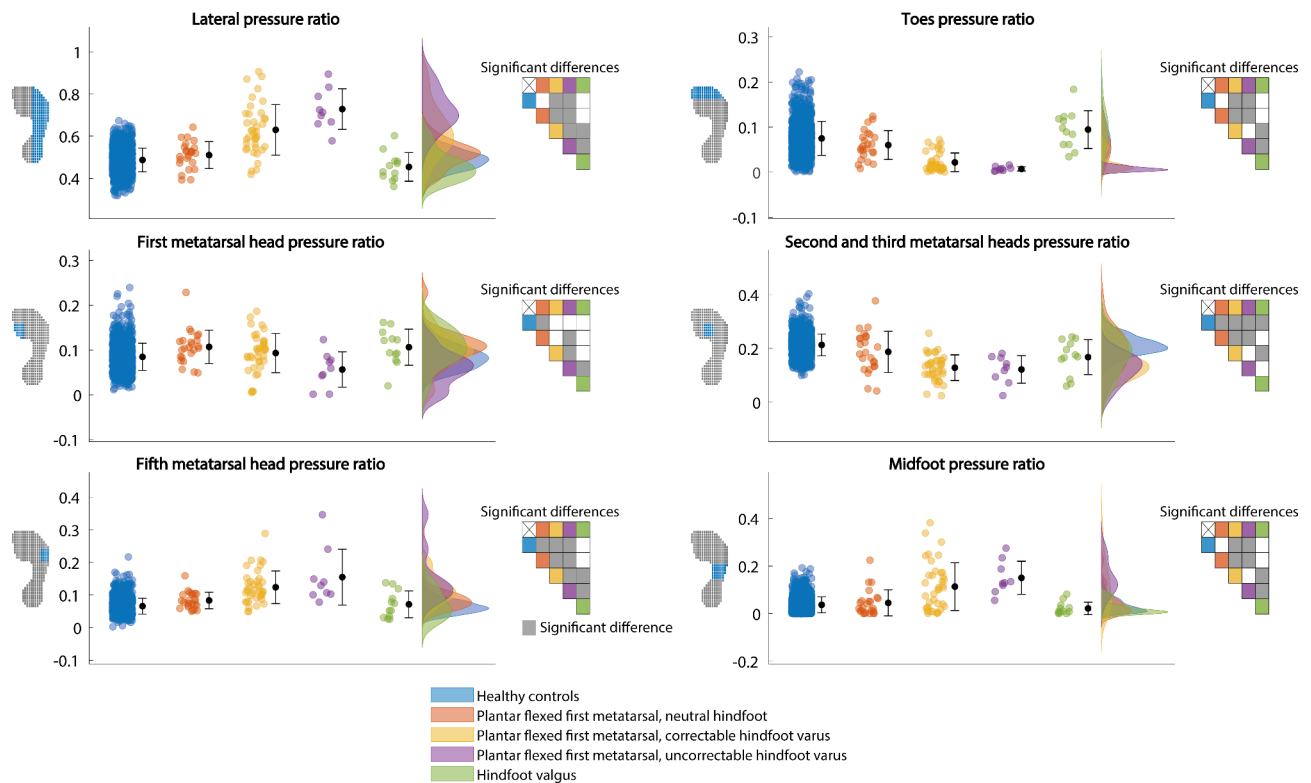 Lateral pressure ratio
1
0.8
0.6
0.4
Significant differences
Toes pressure ratio
0.3
0.2
0.1
0
-0.1
Significant differences
First metatarsal head pressure ratio
0.3
0.2
0.1
0
-0.1
Significant differences
Second and third metatarsal heads pressure ratio
0.4
0.2
0
Significant differences
Fifth metatarsal head pressure ratio
0.4
0.3
0.2
0.1
0
-0.1
Significant differences
Significant difference
Midfoot pressure ratio
0.4
0.2
0
-0.2
Significant differences
Healthy controls
Plantar flexed first metatarsal, neutral hindfoot
Plantar flexed first metatarsal, correctable hindfoot varus
Plantar flexed first metatarsal, uncorrectable hindfoot varus
Hindfoot valgus